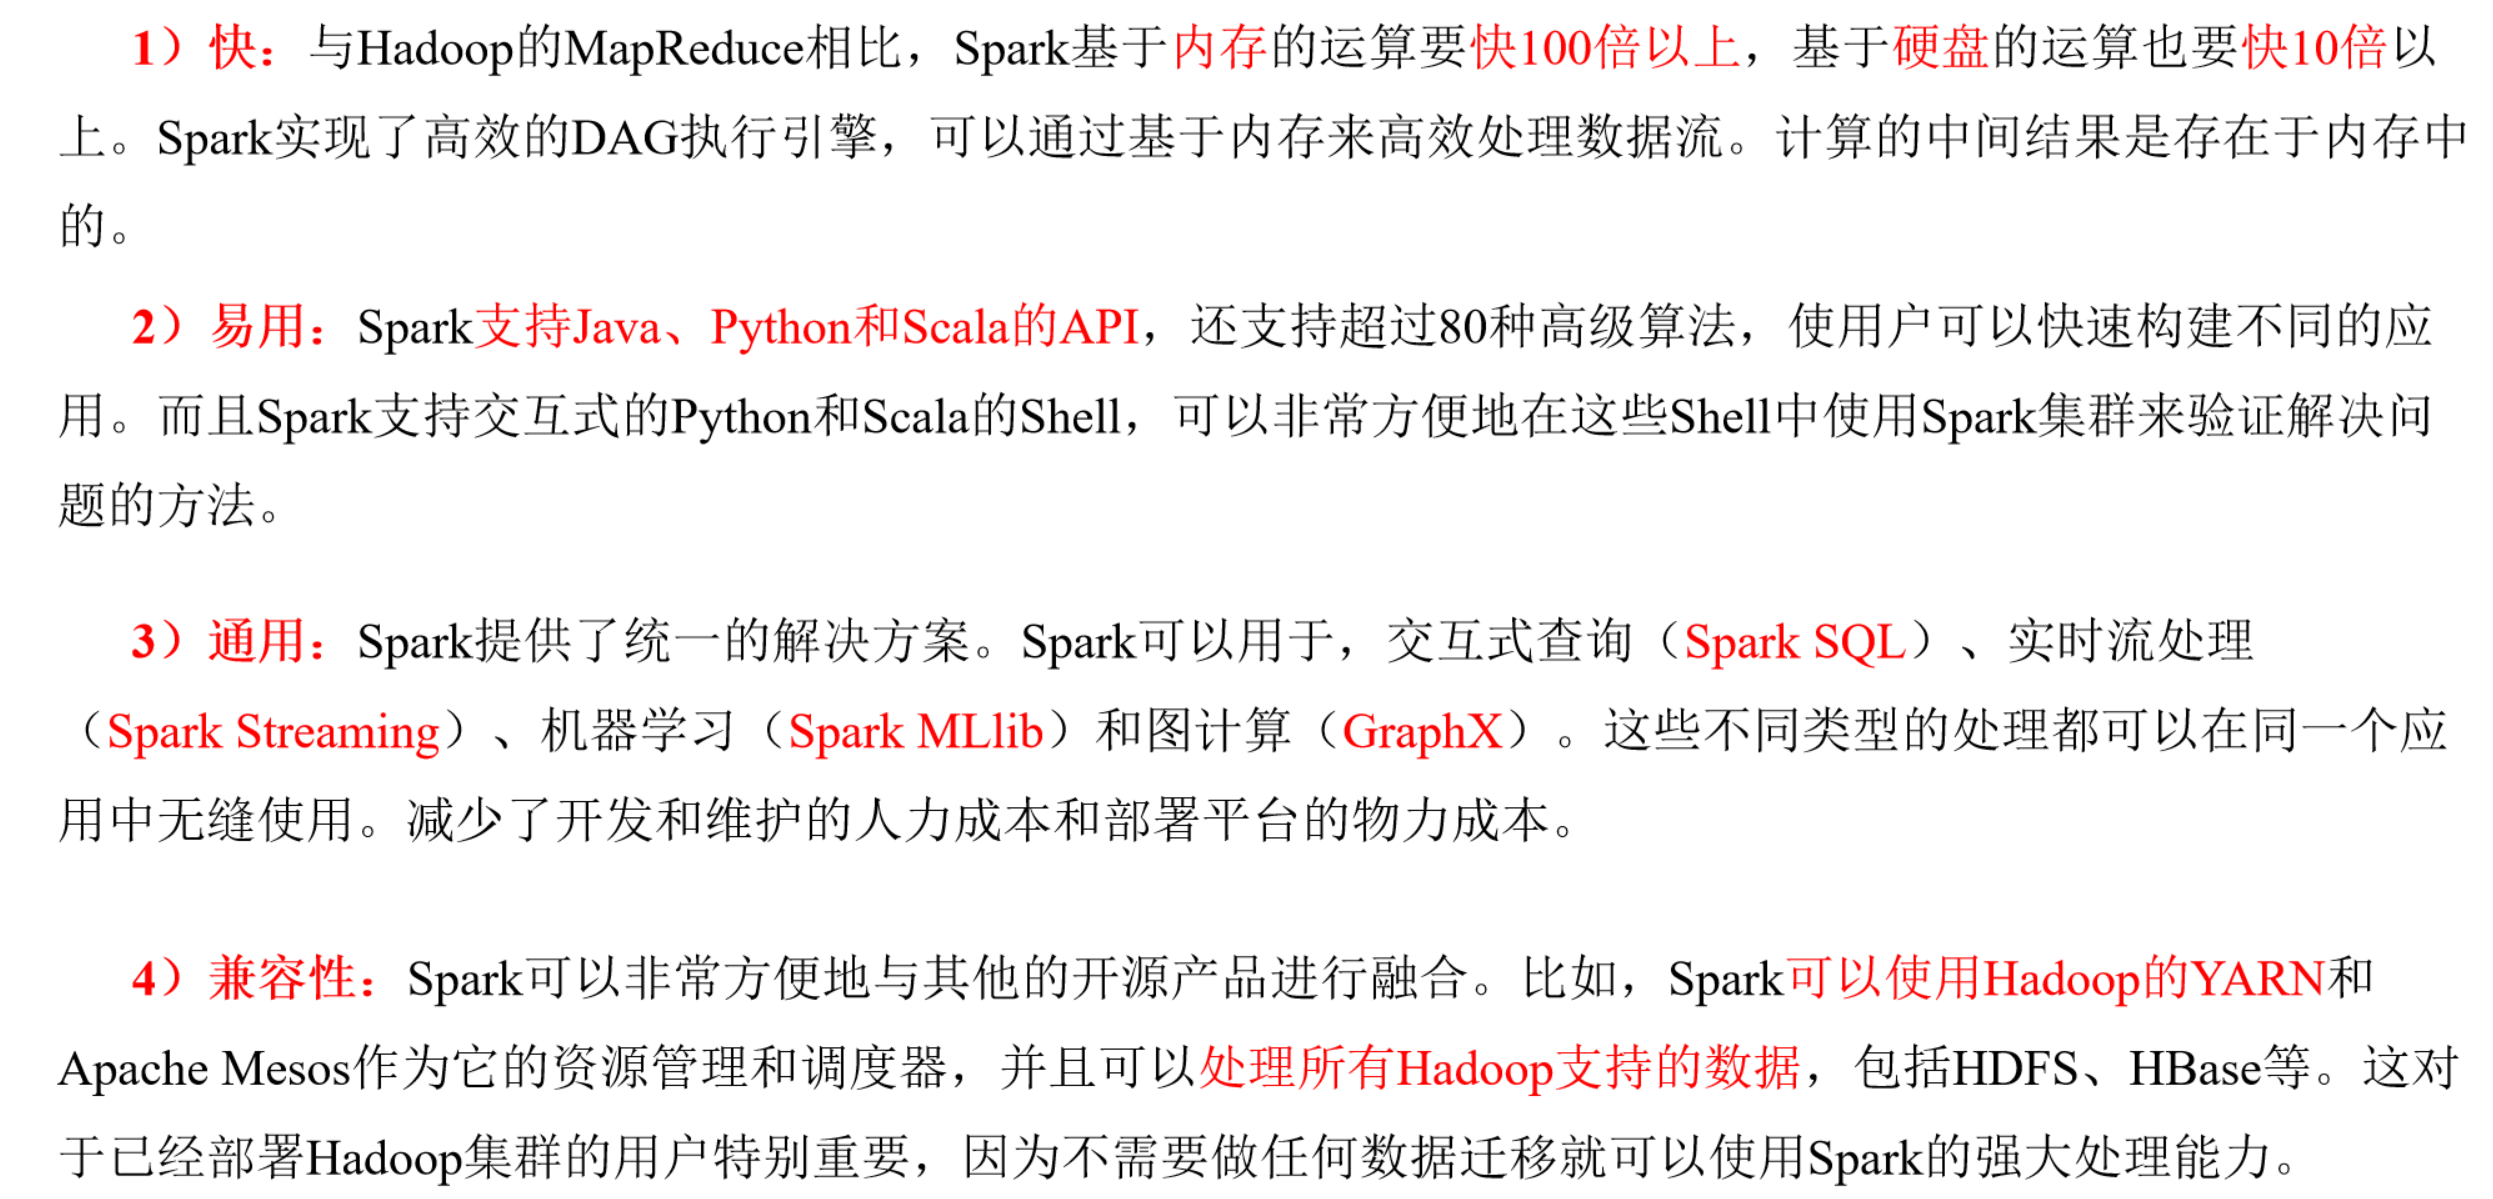 1）快：与Hadoop的MapReduce相比，Spark基于内存的运算要快100倍以上，基于硬盘的运算也要快10倍以
上。Spark实现了高效的DAG执行引擎，可以通过基于内存来高效处理数据流。计算的中间结果是存在于内存中
的。
2）易用：Spark支持Java、Python和Scala的API，还支持超过80种高级算法，使用户可以快速构建不同的应
用。而且Spark支持交互式的Python和Scala的Shell，可以非常方便地在这些Shell中使用Spark集群来验证解决问
题的方法。
3）通用：Spark提供了统一的解决方案。Spark可以用于，交互式查询（Spark SQL）、实时流处理
（Spark Streaming）、机器学习（Spark MLlib）和图计算（GraphX）。这些不同类型的处理都可以在同一个应
用中无缝使用。减少了开发和维护的人力成本和部署平台的物力成本。
4）兼容性：Spark可以非常方便地与其他的开源产品进行融合。比如，Spark可以使用Hadoop的YARN和
Apache Mesos作为它的资源管理和调度器，并且可以处理所有Hadoop支持的数据，包括HDFS、HBase等。这对
于已经部署Hadoop集群的用户特别重要，因为不需要做任何数据迁移就可以使用Spark的强大处理能力。